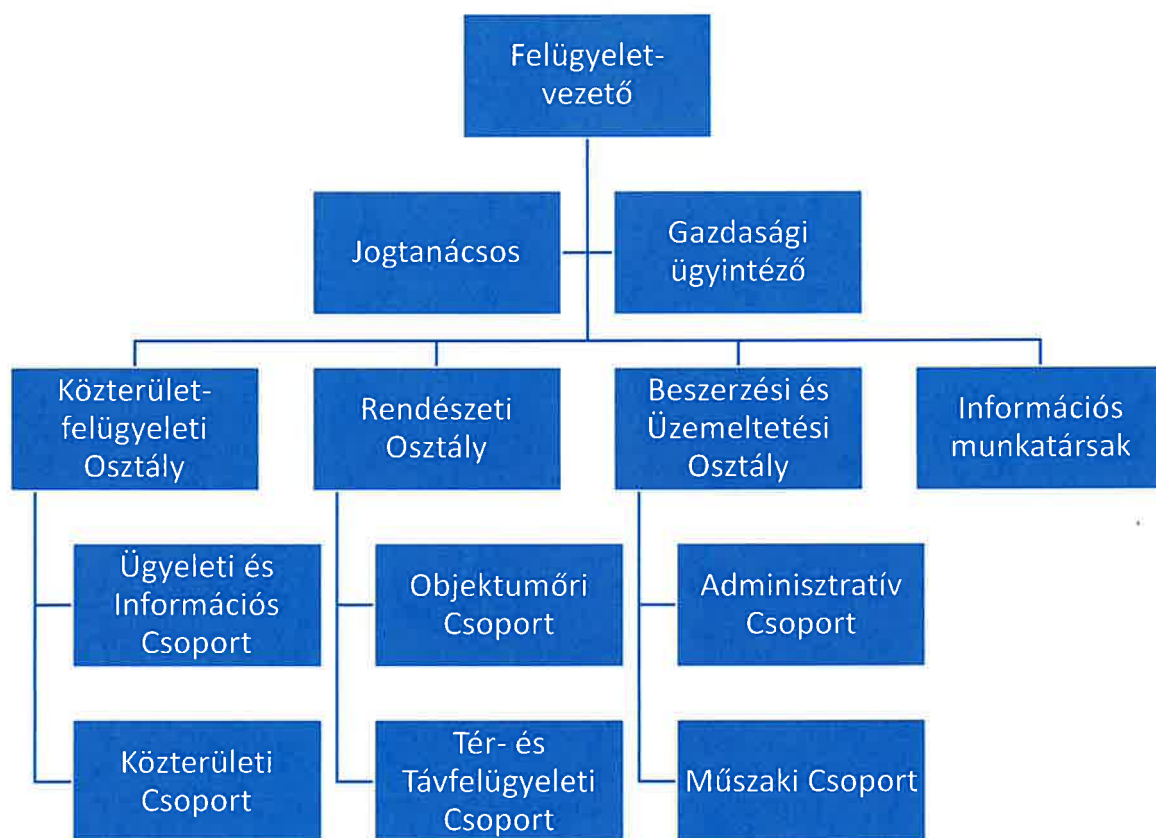 Felügyelet-
vezető
Jogtanácsos
Gazdasági
ügyintéző
Közterület-
felügyeleti
Osztály
Rendészeti
Osztály
Beszerzési és
Üzemeltetési
Osztály
Információs
munkatársak
Ügyeleti és
Információs
Csoport
Objektumőri
Csoport
Adminisztratív
Csoport
Közterületi
Csoport
Tér- és
Távfelügyeleti
Csoport
Műszaki Csoport